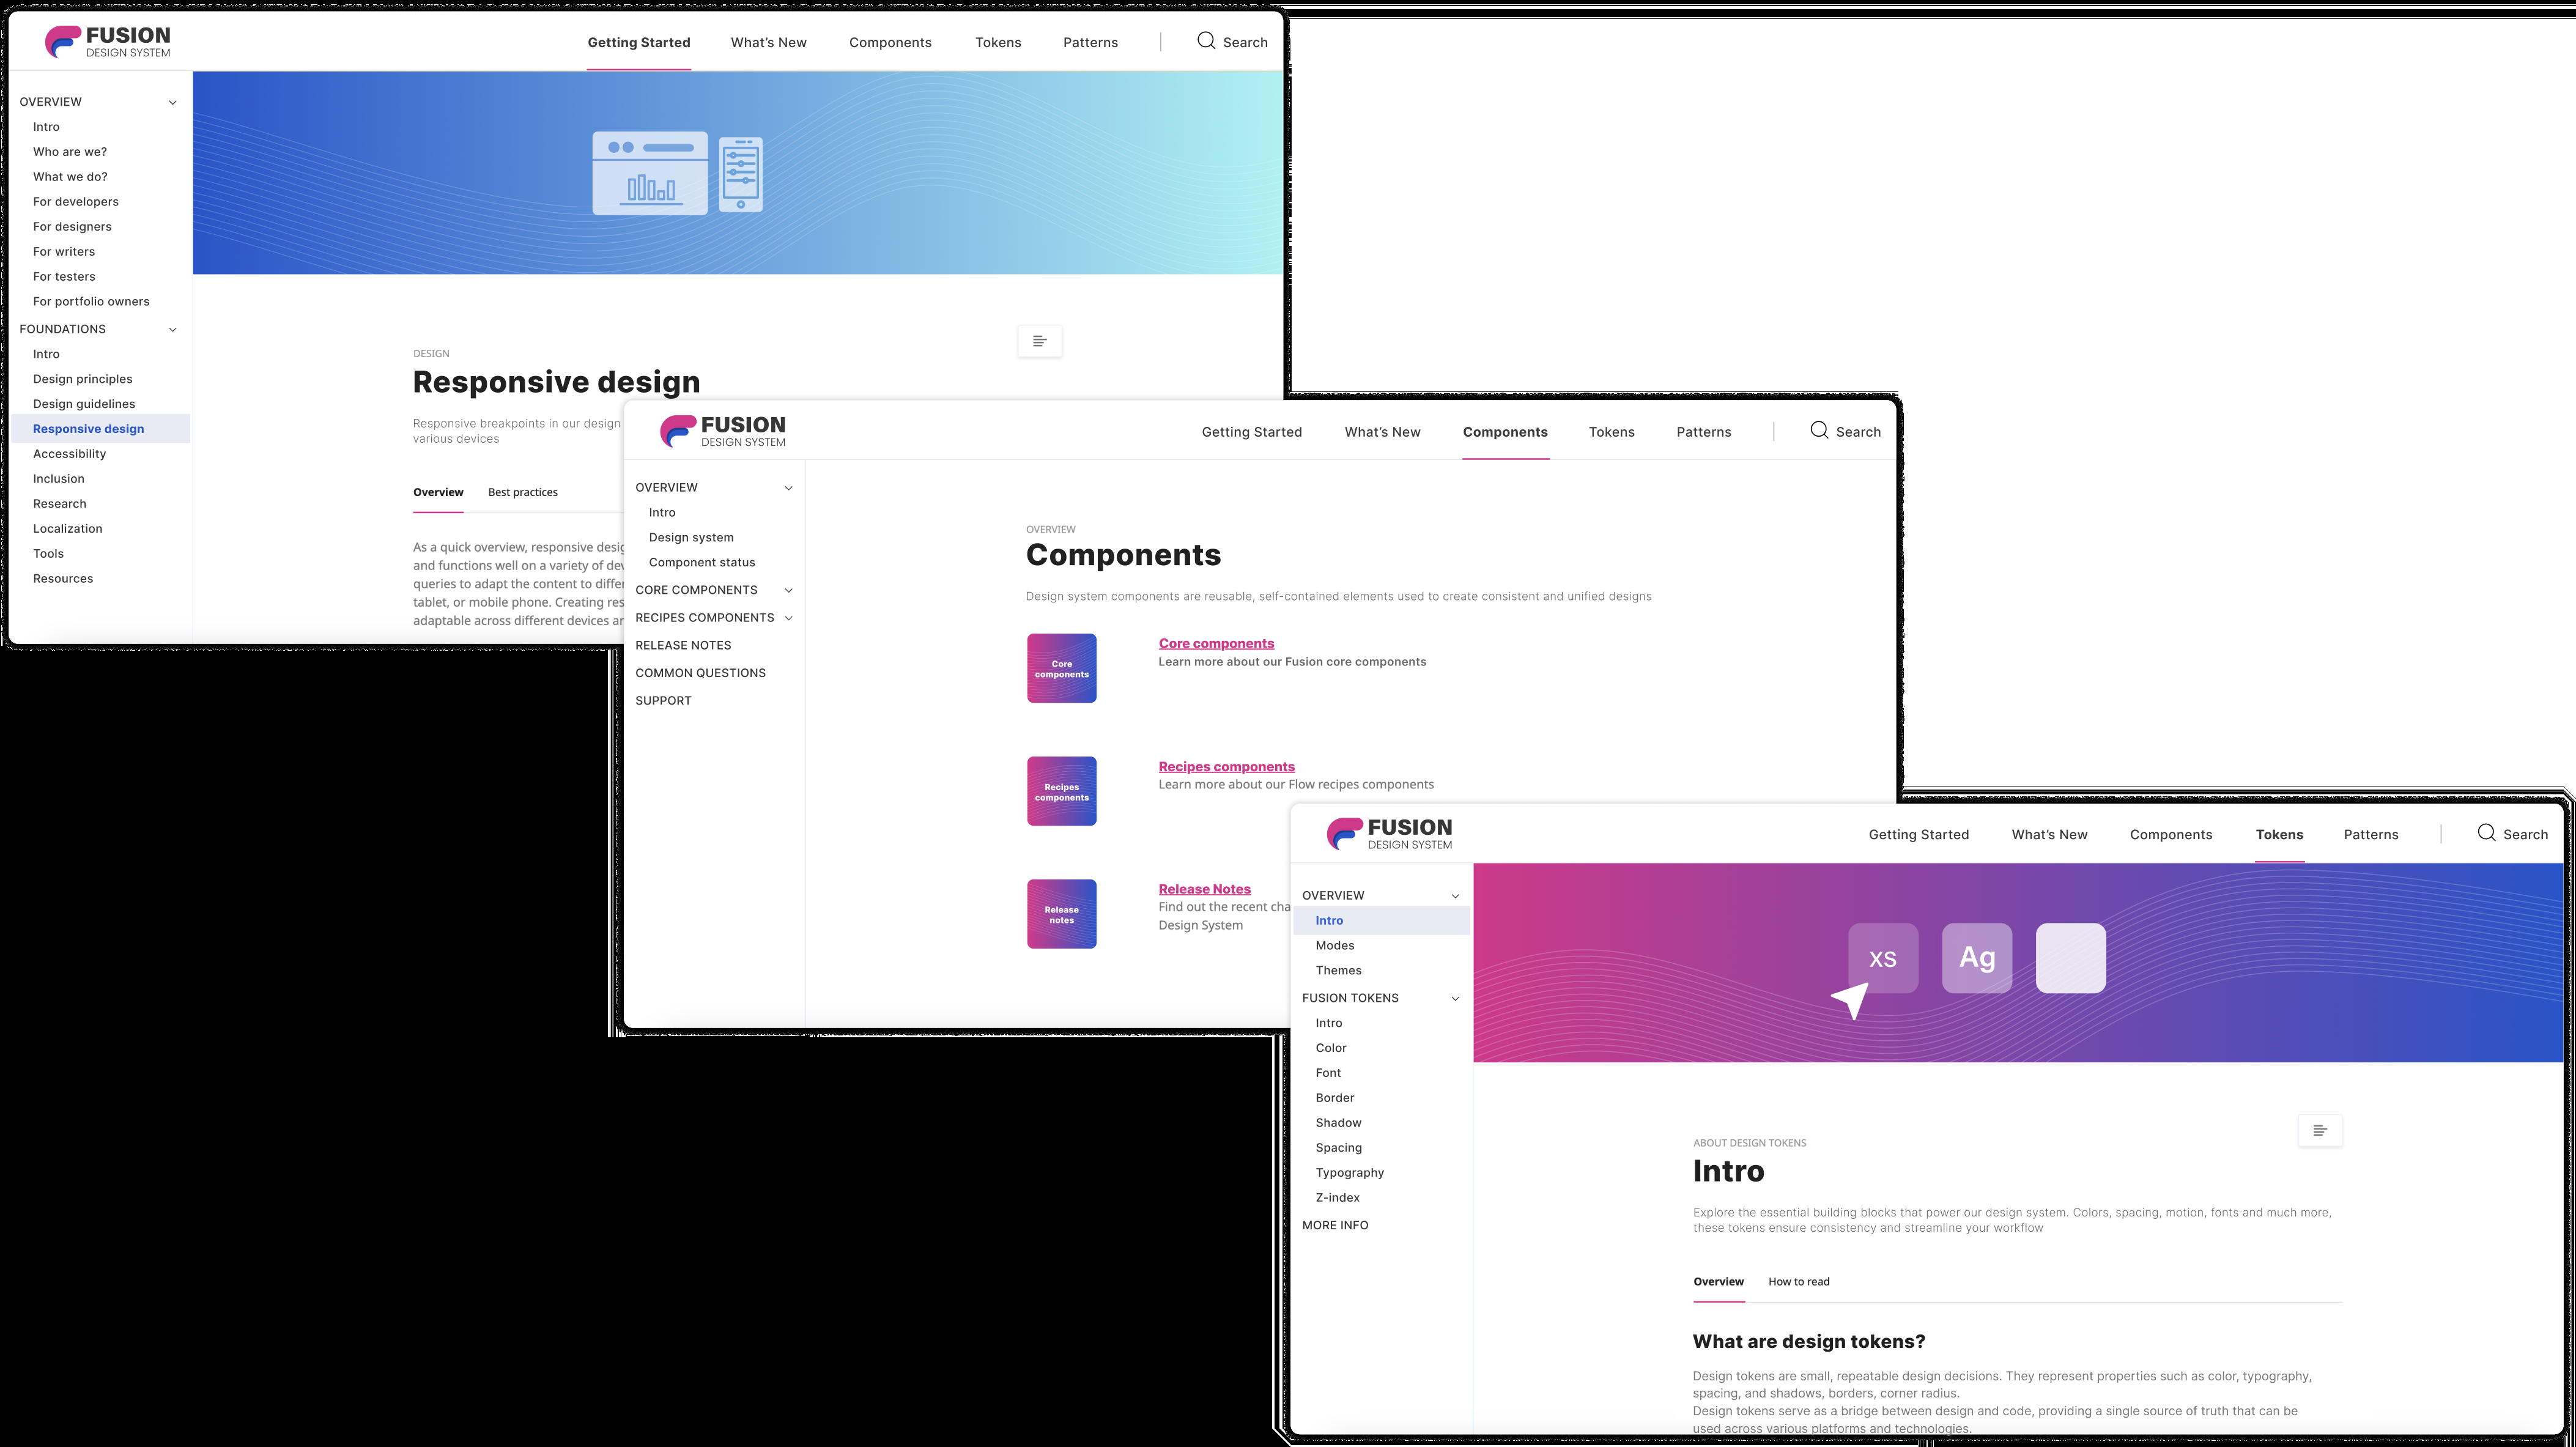 FUSION
DESIGN SYSTEM
Getting Started
What's New
Components
Tokens
Patterns
Search
OVERVIEW
Intro
Who are we?
What we do?
For developers
For designers
For writers
For testers
For portfolio owners
FOUNDATIONS
Intro
Design principles
Design guidelines
Responsive design
Accessibility
Inclusion
Research
Localization
Tools
Resources
DESIGN
Responsive design
Responsive breakpoints in our design
various devices
Overview
Best practices
As a quick overview, responsive
and functions well on a variety of
queries to adapt the content to
tablet, or mobile phone. Creating
adaptable across different devices
FUSION
DESIGN SYSTEM
Getting Started
What's New
Components
Tokens
Patterns
Search
OVERVIEW
Intro
Design system
Component status
CORE COMPONENTS
RECIPES COMPONENTS
RELEASE NOTES
COMMON QUESTIONS
SUPPORT
OVERVIEW
Components
Design system components are reusable, self-contained elements used to create consistent and unified designs
Core
components
Core components
Learn more about our Fusion core components
Recipes
components
Recipes components
Learn more about our Flow recipes components
Release
notes
Release Notes
Find out the recent
Design System
FUSION
DESIGN SYSTEM
Getting Started
What's New
Components
Tokens
Patterns
Search
OVERVIEW
Intro
Modes
Themes
FUSION TOKENS
Intro
Color
Font
Border
Shadow
Spacing
Typography
Z-index
MORE INFO
XS
Ag
ABOUT DESIGN TOKENS
Intro
Explore the essential building blocks that power our design system. Colors, spacing, motion, fonts and much more,
these tokens ensure consistency and streamline your workflow
Overview
How to read
What are design tokens?
Design tokens are small, repeatable design decisions. They represent properties such as color, typography,
spacing, and shadows, borders, corner radius.
Design tokens serve as a bridge between design and code, providing a single source of truth that can be
used across various platforms and technologies.